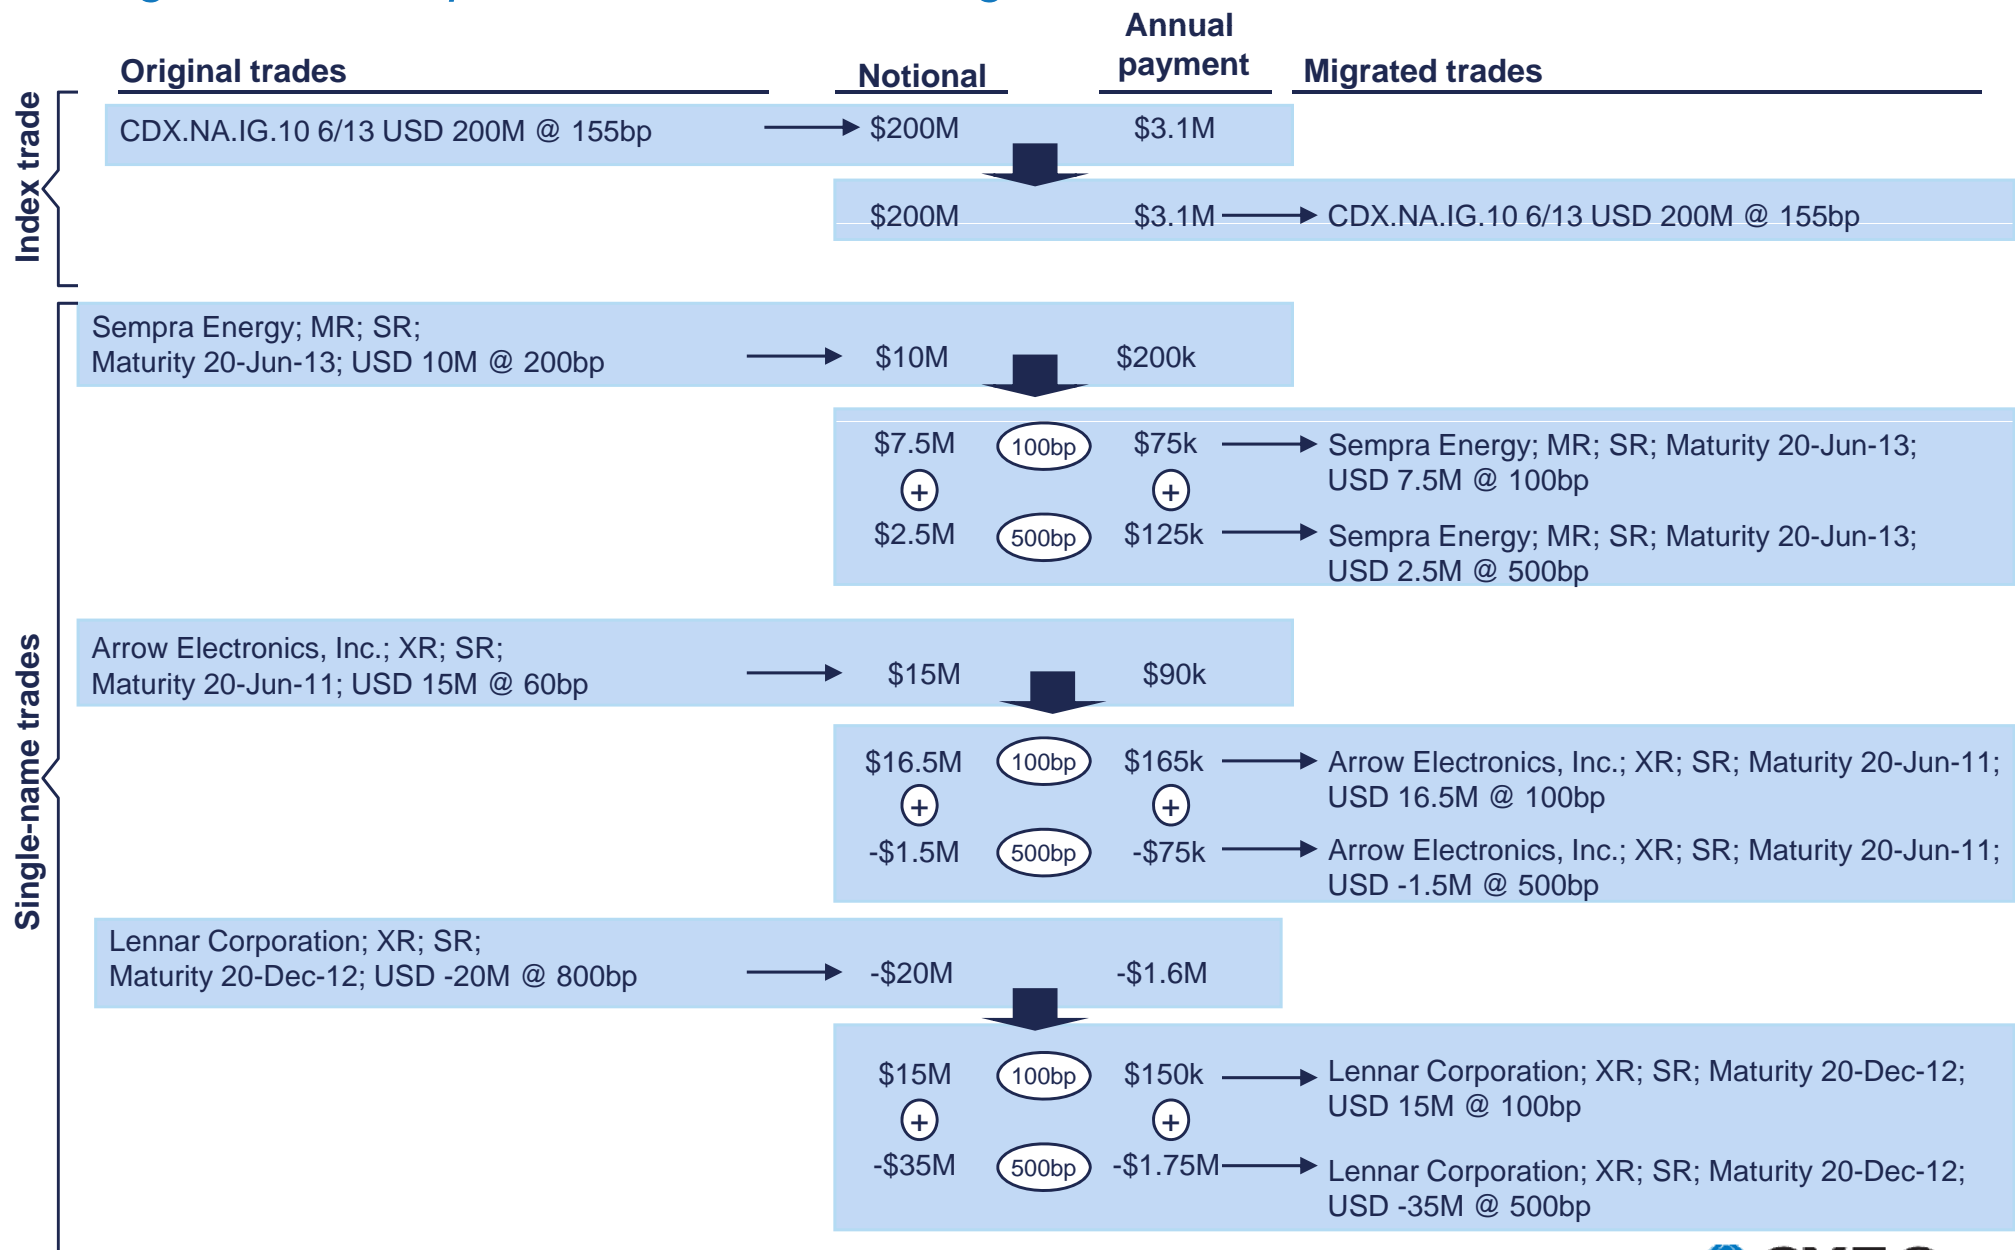 Annual
payment
Original trades
Notional
Migrated trades
Index trade
CDX.NA.IG.10 6/13 USD 200M @ 155bp
$200M
$3.1M
$200M
$3.1M
CDX.NA.IG.10 6/13 USD 200M @ 155bp
Single-name trades
Sempra Energy; MR; SR;
Maturity 20-Jun-13; USD 10M @ 200bp
$10M
$200k
$7.5M
100bp
$75k
Sempra Energy; MR; SR; Maturity 20-Jun-13;
USD 7.5M @ 100bp
+
+
$2.5M
500bp
$125k
Sempra Energy; MR; SR; Maturity 20-Jun-13;
USD 2.5M @ 500bp
Arrow Electronics, Inc.; XR; SR;
Maturity 20-Jun-11; USD 15M @ 60bp
$15M
$90k
$16.5M
100bp
$165k
Arrow Electronics, Inc.; XR; SR; Maturity 20-Jun-11;
USD 16.5M @ 100bp
+
+
-$1.5M
500bp
-$75k
Arrow Electronics, Inc.; XR; SR; Maturity 20-Jun-11;
USD -1.5M @ 500bp
Lennar Corporation; XR; SR;
Maturity 20-Dec-12; USD -20M @ 800bp
-$20M
-$1.6M
$15M
100bp
$150k
Lennar Corporation; XR; SR; Maturity 20-Dec-12;
USD 15M @ 100bp
+
+
-$35M
500bp
-$1.75M
Lennar Corporation; XR; SR; Maturity 20-Dec-12;
USD -35M @ 500bp